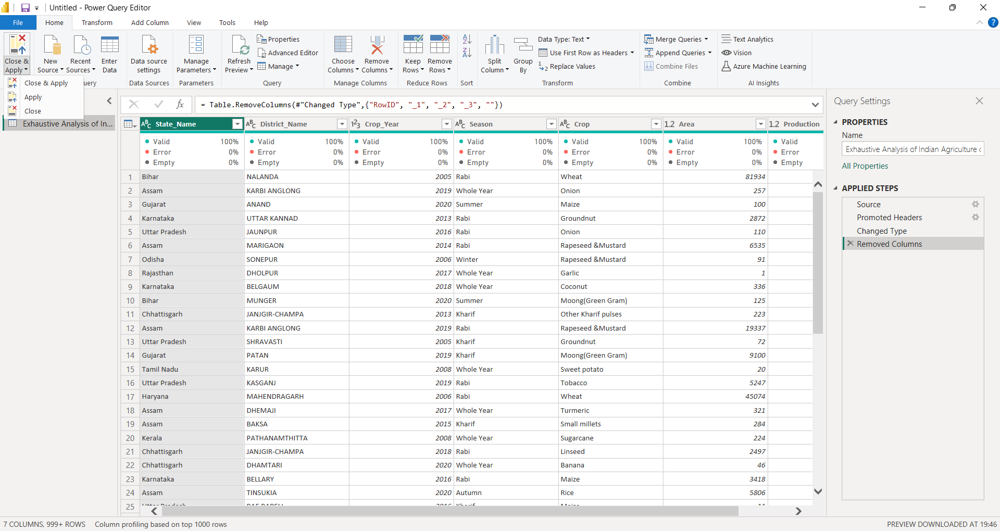 Untitled - Power Query Editor
File Home Transform Add Column View Tools Help
Close & Apply
New Source
Recent Sources
Enter Data
Data source settings
Data Sources
Manage Parameters
Parameters
Refresh Preview
Properties
Advanced Editor
Manage
Query
Choose Columns
Remove Columns
Manage Columns
Keep Rows
Remove Rows
Reduce Rows
Sort
Split Column
Group By
Data Type: Text
Use First Row as Headers
Replace Values
Transform
Merge Queries
Append Queries
Combine Files
Combine
Text Analytics
Vision
Azure Machine Learning
AI Insights
Close & Apply
Apply
Close
Exhaustive Analysis of In...
= Table.RemoveColumns(#"Changed Type",{"RowID", "_1", "_2", "_3", ""})
State_Name District_Name Crop_Year Season Crop 1.2 Area 1.2 Production
Valid 100% Valid 100% Valid 100% Valid 100% Valid 100% Valid 100% Valid
Error 0% Error 0% Error 0% Error 0% Error 0% Error 0% Error
Empty 0% Empty 0% Empty 0% Empty 0% Empty 0% Empty 0% Empty
1 Bihar NALANDA 2005 Rabi Wheat 81934
2 Assam KARBI ANGLONG 2019 Whole Year Onion 257
3 Gujarat ANAND 2020 Summer Maize 100
4 Karnataka UTTAR KANNAD 2013 Rabi Groundnut 2872
5 Uttar Pradesh JAUNPUR 2016 Rabi Onion 110
6 Assam MARIGAON 2014 Rabi Rapeseed &Mustard 6535
7 Odisha SONEPUR 2006 Winter Rapeseed &Mustard 91
8 Rajasthan DHOLPUR 2017 Whole Year Garlic 1
9 Karnataka BELGAUM 2018 Whole Year Coconut 336
10 Bihar MUNGER 2020 Summer Moong(Green Gram) 125
11 Chhattisgarh JANJGIR-CHAMPA 2013 Kharif Other Kharif pulses 223
12 Assam KARBI ANGLONG 2019 Rabi Rapeseed &Mustard 19337
13 Uttar Pradesh SHRAVASTI 2005 Kharif Groundnut 72
14 Gujarat PATAN 2019 Kharif Moong(Green Gram) 9100
15 Tamil Nadu KARUR 2008 Whole Year Sweet potato 20
16 Uttar Pradesh KASGANJ 2019 Rabi Tobacco 5247
17 Haryana MAHENDRAGARH 2006 Rabi Wheat 45074
18 Assam DHEMAJI 2017 Whole Year Turmeric 321
19 Assam BAKSA 2015 Kharif Small millets 284
20 Kerala PATHANAMTHITTA 2008 Whole Year Sugarcane 224
21 Chhattisgarh JANJGIR-CHAMPA 2018 Rabi Linseed 2497
22 Chhattisgarh DHAMTARI 2020 Whole Year Banana 46
23 Karnataka BELLARY 2016 Rabi Maize 3418
24 Assam TINSUKIA 2020 Autumn Rice 5806
25
Query Settings
PROPERTIES
Name
Exhaustive Analysis of Indian Agriculture
All Properties
APPLIED STEPS
Source
Promoted Headers
Changed Type
Removed Columns
7 COLUMNS, 999+ ROWS Column profiling based on top 1000 rows PREVIEW DOWNLOADED AT 19:46